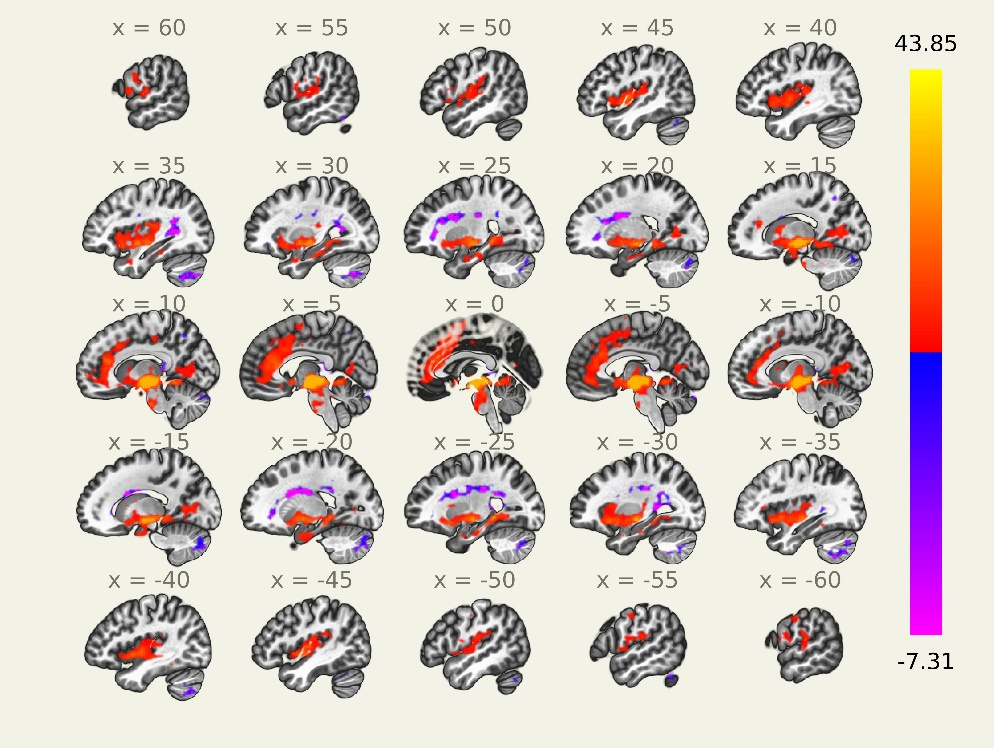 x = 60 x = 55 x = 50 x = 45 x = 40
43.85
x = 35 x = 30 x = 25 x = 20 x = 15
x = 10 x = 5 x = 0 x = -5 x = -10
x = -15 x = -20 x = -25 x = -30 x = -35
x = -40 x = -45 x = -50 x = -55 x = -60
-7.31